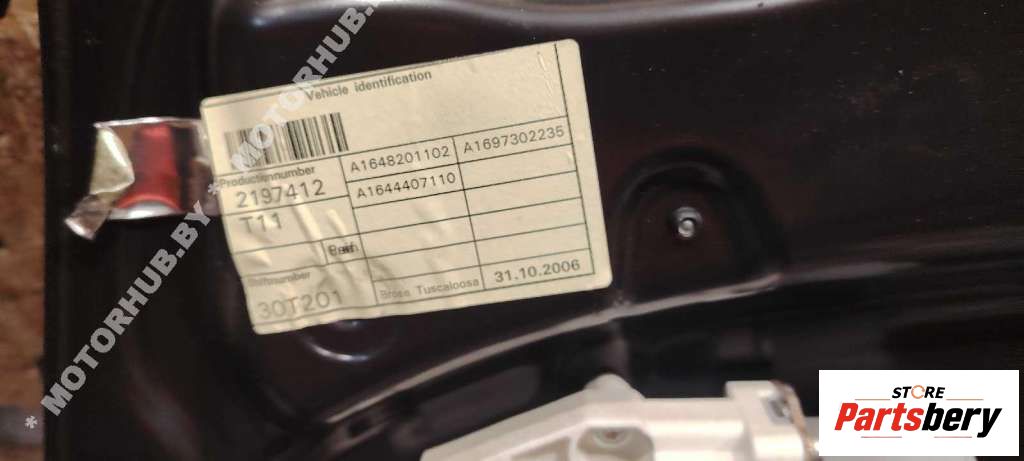 Vehicle identification
Productionnumber
2197412
A1648201102 A1697302235
T11
A1644407110
Shiftnumber
30T201
Brose Tuscaloosa 31.10.2006
* MOTORHUB.BY * MOTORHUB.BY *
STORE
Partsbery